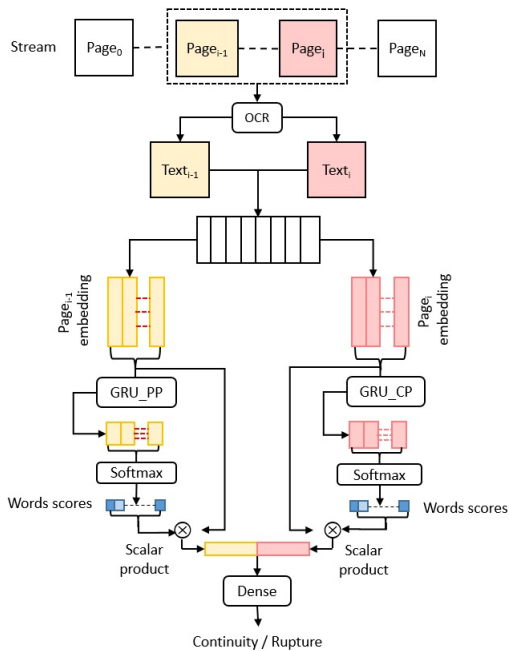 Stream
Page0
Pagei-1
Pagei
PageN
OCR
Texti-1
Texti
Pagei-1
embedding
Pagei
embedding
GRU_PP
GRU_CP
Softmax
Softmax
Words scores
Words scores
Scalar
product
Scalar
product
Dense
Continuity / Rupture